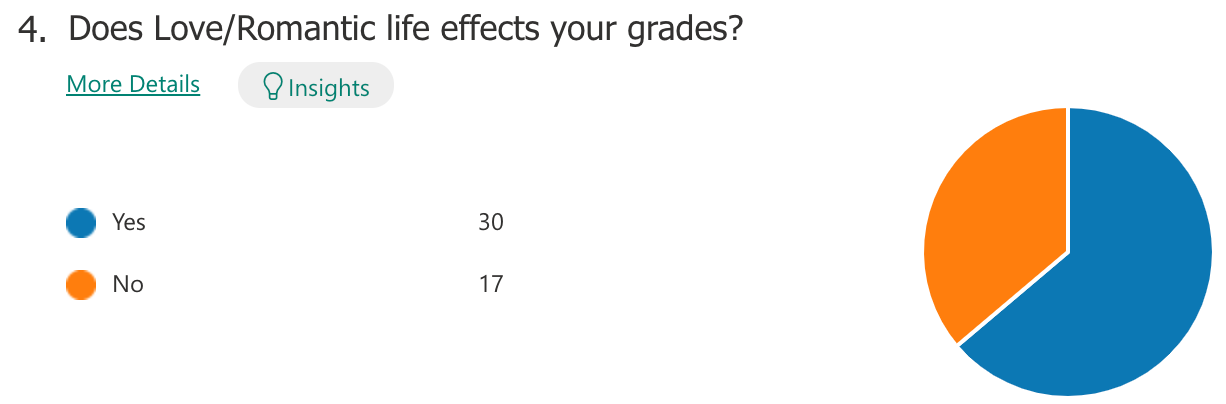 4. Does Love/Romantic life effects your grades?
More Details Insights
Yes 30
No 17